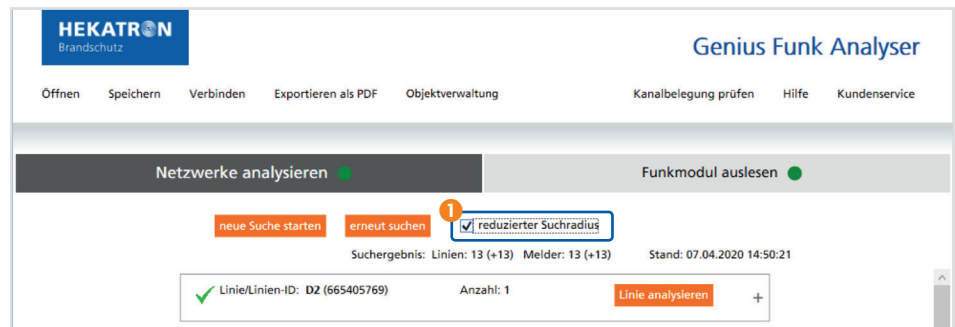 HEKATRON
Brandschutz
Genius Funk Analyser
Öffnen Speichern Verbinden Exportieren als PDF Objektverwaltung Kanalbelegung prüfen Hilfe Kundenservice
Netzwerke analysieren Funkmodul auslesen
1
neue Suche starten erneut suchen reduzierter Suchradius
Suchergebnis: Linien: 13 (+13) Melder: 13 (+13) Stand: 07.04.2020 14:50:21
Linie/Linien-ID: D2 (665405769) Anzahl: 1 Linie analysieren +